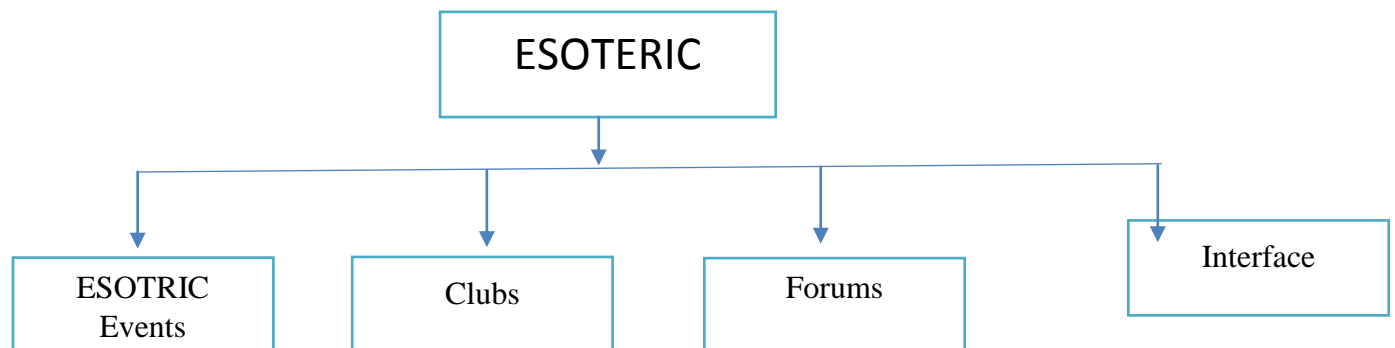 ESOTERIC
ESOTRIC
Events
Clubs
Forums
Interface